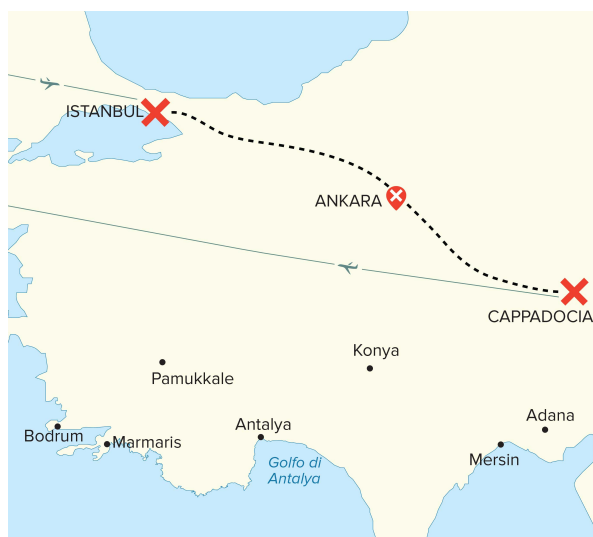 ISTANBUL
ANKARA
CAPPADOCIA
Konya
Pamukkale
Adana
Antalya
Bodrum
Marmaris
Mersin
Golfo di
Antalya